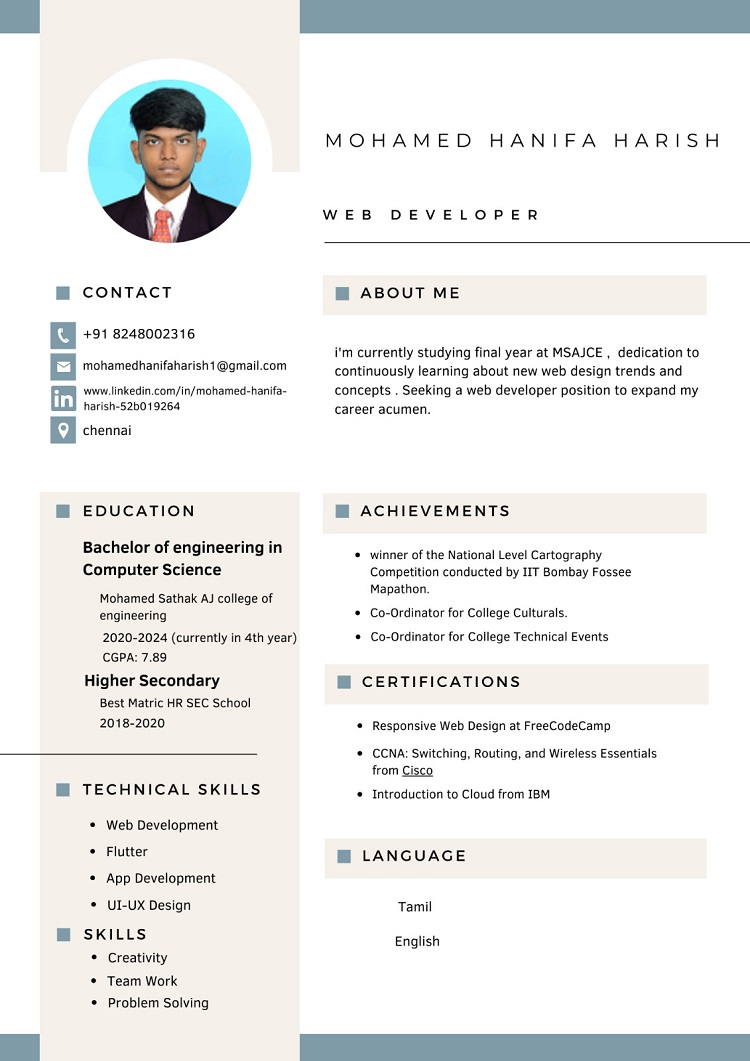 MOHAMED HANIFA HARISH
WEB DEVELOPER
CONTACT
+91 8248002316
mohamedhanifaharish1@gmail.com
in
www.linkedin.com/in/mohamed-hanifa-
harish-52b019264
chennai
ABOUT ME
i'm currently studying final year at MSAJCE , dedication to
continuously learning about new web design trends and
concepts . Seeking a web developer position to expand my
career acumen.
EDUCATION
Bachelor of engineering in
Computer Science
Mohamed Sathak AJ college of
engineering
2020-2024 (currently in 4th year)
CGPA: 7.89
Higher Secondary
Best Matric HR SEC School
2018-2020
TECHNICAL SKILLS
• Web Development
• Flutter
• App Development
• UI-UX Design
SKILLS
• Creativity
• Team Work
• Problem Solving
ACHIEVEMENTS
• winner of the National Level Cartography
Competition conducted by IIT Bombay Fossee
Mapathon.
• Co-Ordinator for College Culturals.
• Co-Ordinator for College Technical Events
CERTIFICATIONS
• Responsive Web Design at FreeCodeCamp
• CCNA: Switching, Routing, and Wireless Essentials
from Cisco
• Introduction to Cloud from IBM
LANGUAGE
Tamil
English